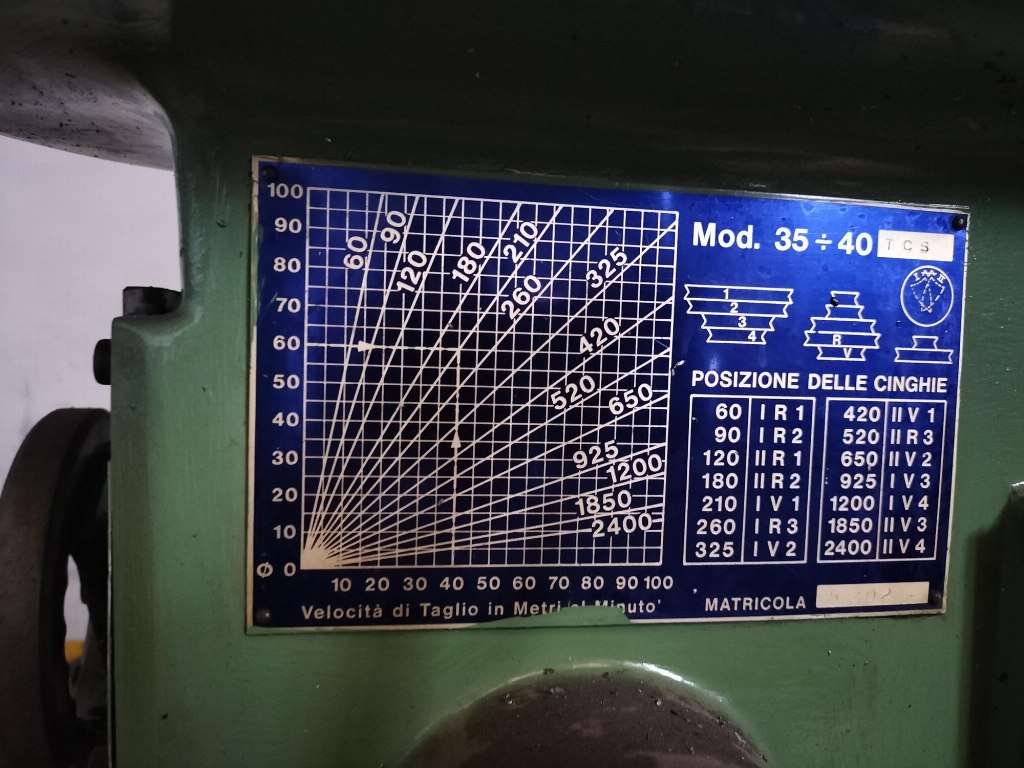 100
90
80
70
60
50
40
30
20
10
Ø 0
60
90
120
180
210
260
325
420
520
650
925
1200
1850
2400
10 20 30 40 50 60 70 80 90 100
Velocità di Taglio in Metri al Minuto
Mod. 35 ÷ 40 TCS
1
2
3
4
R
V
I II
POSIZIONE DELLE CINGHIE
60 I R 1
90 I R 2
120 II R 1
180 II R 2
210 I V 1
260 I R 3
325 I V 2
420 II V 1
520 II R 3
650 II V 2
925 I V 3
1200 I V 4
1850 II V 3
2400 II V 4
MATRICOLA